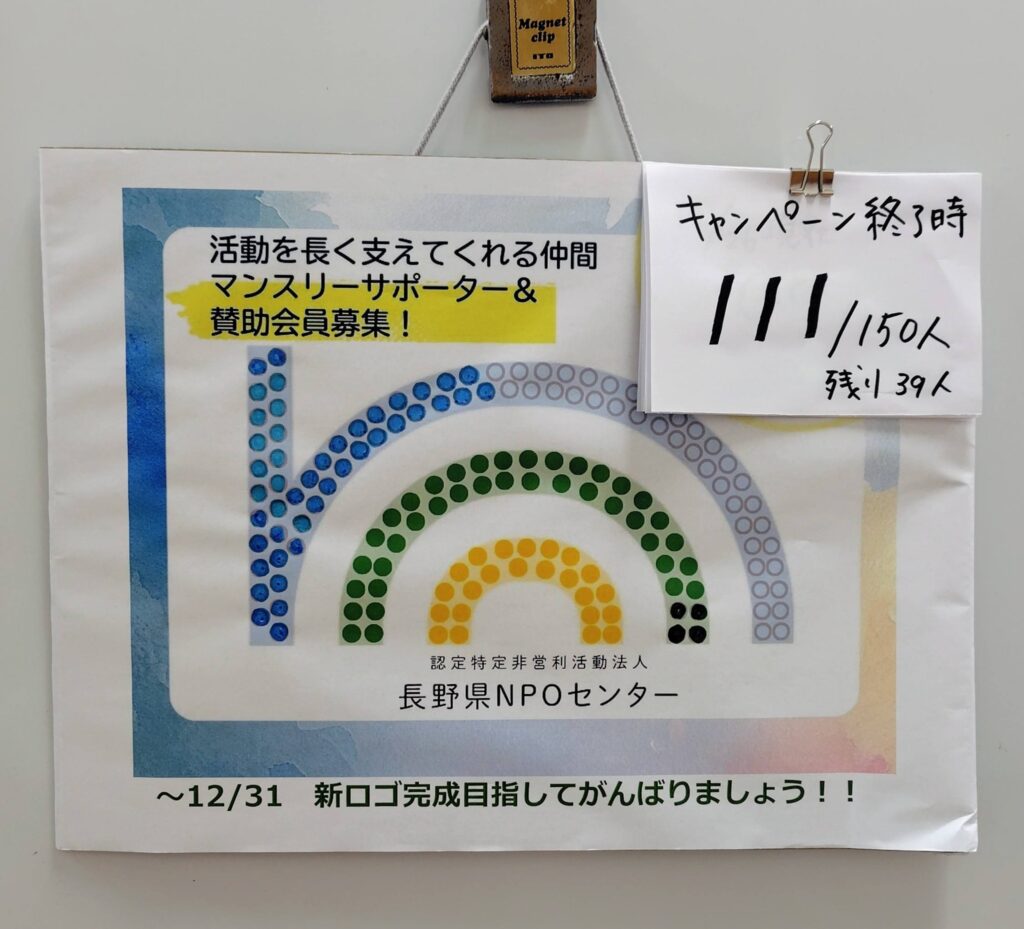 Magnet
clip
キャンペーン終了時
111/150人
残り39人
活動を長く支えてくれる仲間
マンスリーサポーター&
賛助会員募集！
認定特定非営利活動法人
長野県NPOセンター
～12/31　新ロゴ完成目指してがんばりましょう！！